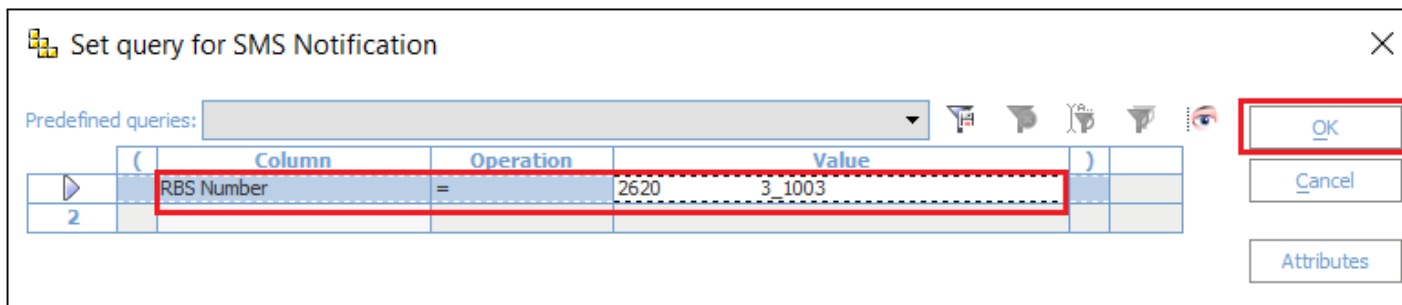 Set query for SMS Notification
Predefined queries:
( Column Operation Value )
RBS Number = 2620 3_1003
2
OK
Cancel
Attributes